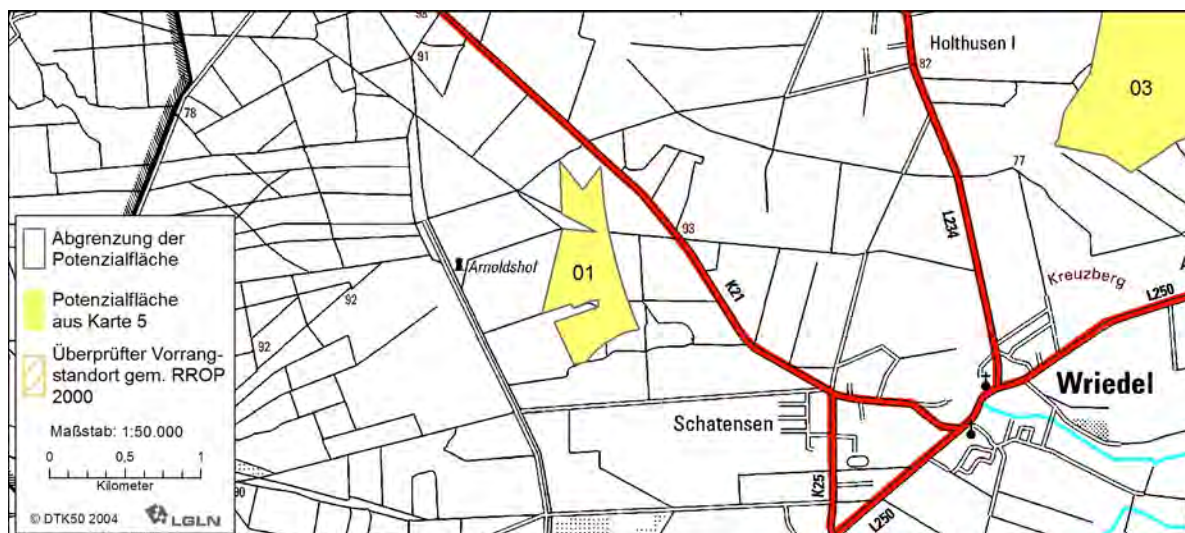 98
91
Holthusen I
82
03
78
77
93
L234
Arnoldshof
01
K21
Kreuzberg
A
L250
92
92
Wriedel
Schatensen
K25
L250
90
Abgrenzung der
Potenzialfläche
Potenzialfläche
aus Karte 5
Überprüfter Vorrang-
standort gem. RROP
2000
Maßstab: 1:50.000
0 0,5 1
Kilometer
© DTK50 2004 LGLN